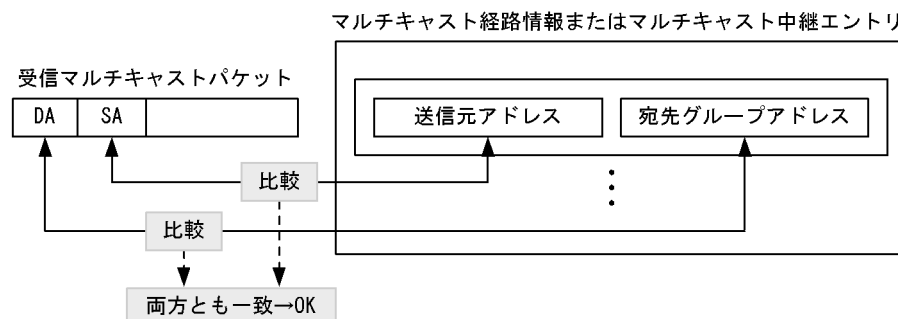 マルチキャスト経路情報またはマルチキャスト中継エントリ
受信マルチキャストパケット
DA SA
送信元アドレス 宛先グループアドレス
比較
比較
両方とも一致→OK